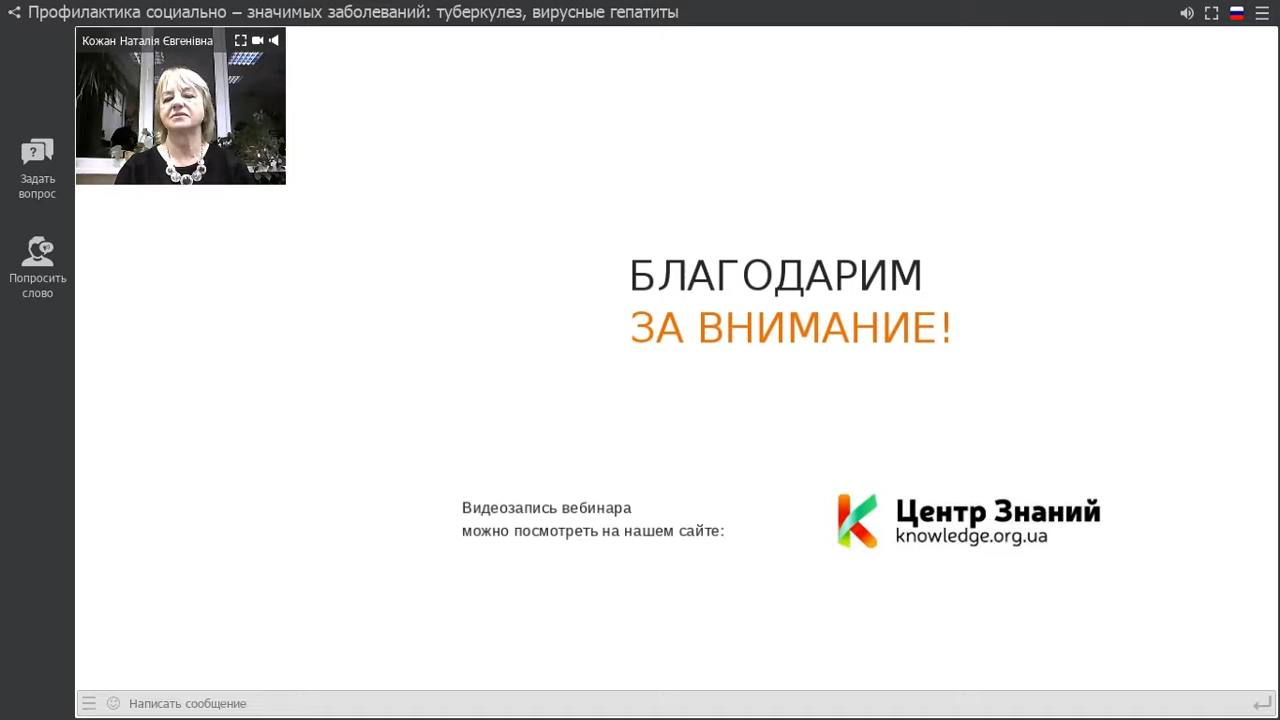 Профилактика социально – значимых заболеваний: туберкулез, вирусные гепатиты
Кожан Наталія Євгенівна
Задать
вопрос
Попросить
слово
БЛАГОДАРИМ
ЗА ВНИМАНИЕ!
Видеозапись вебинара
можно посмотреть на нашем сайте:
Центр Знаний
knowledge.org.ua
Написать сообщение